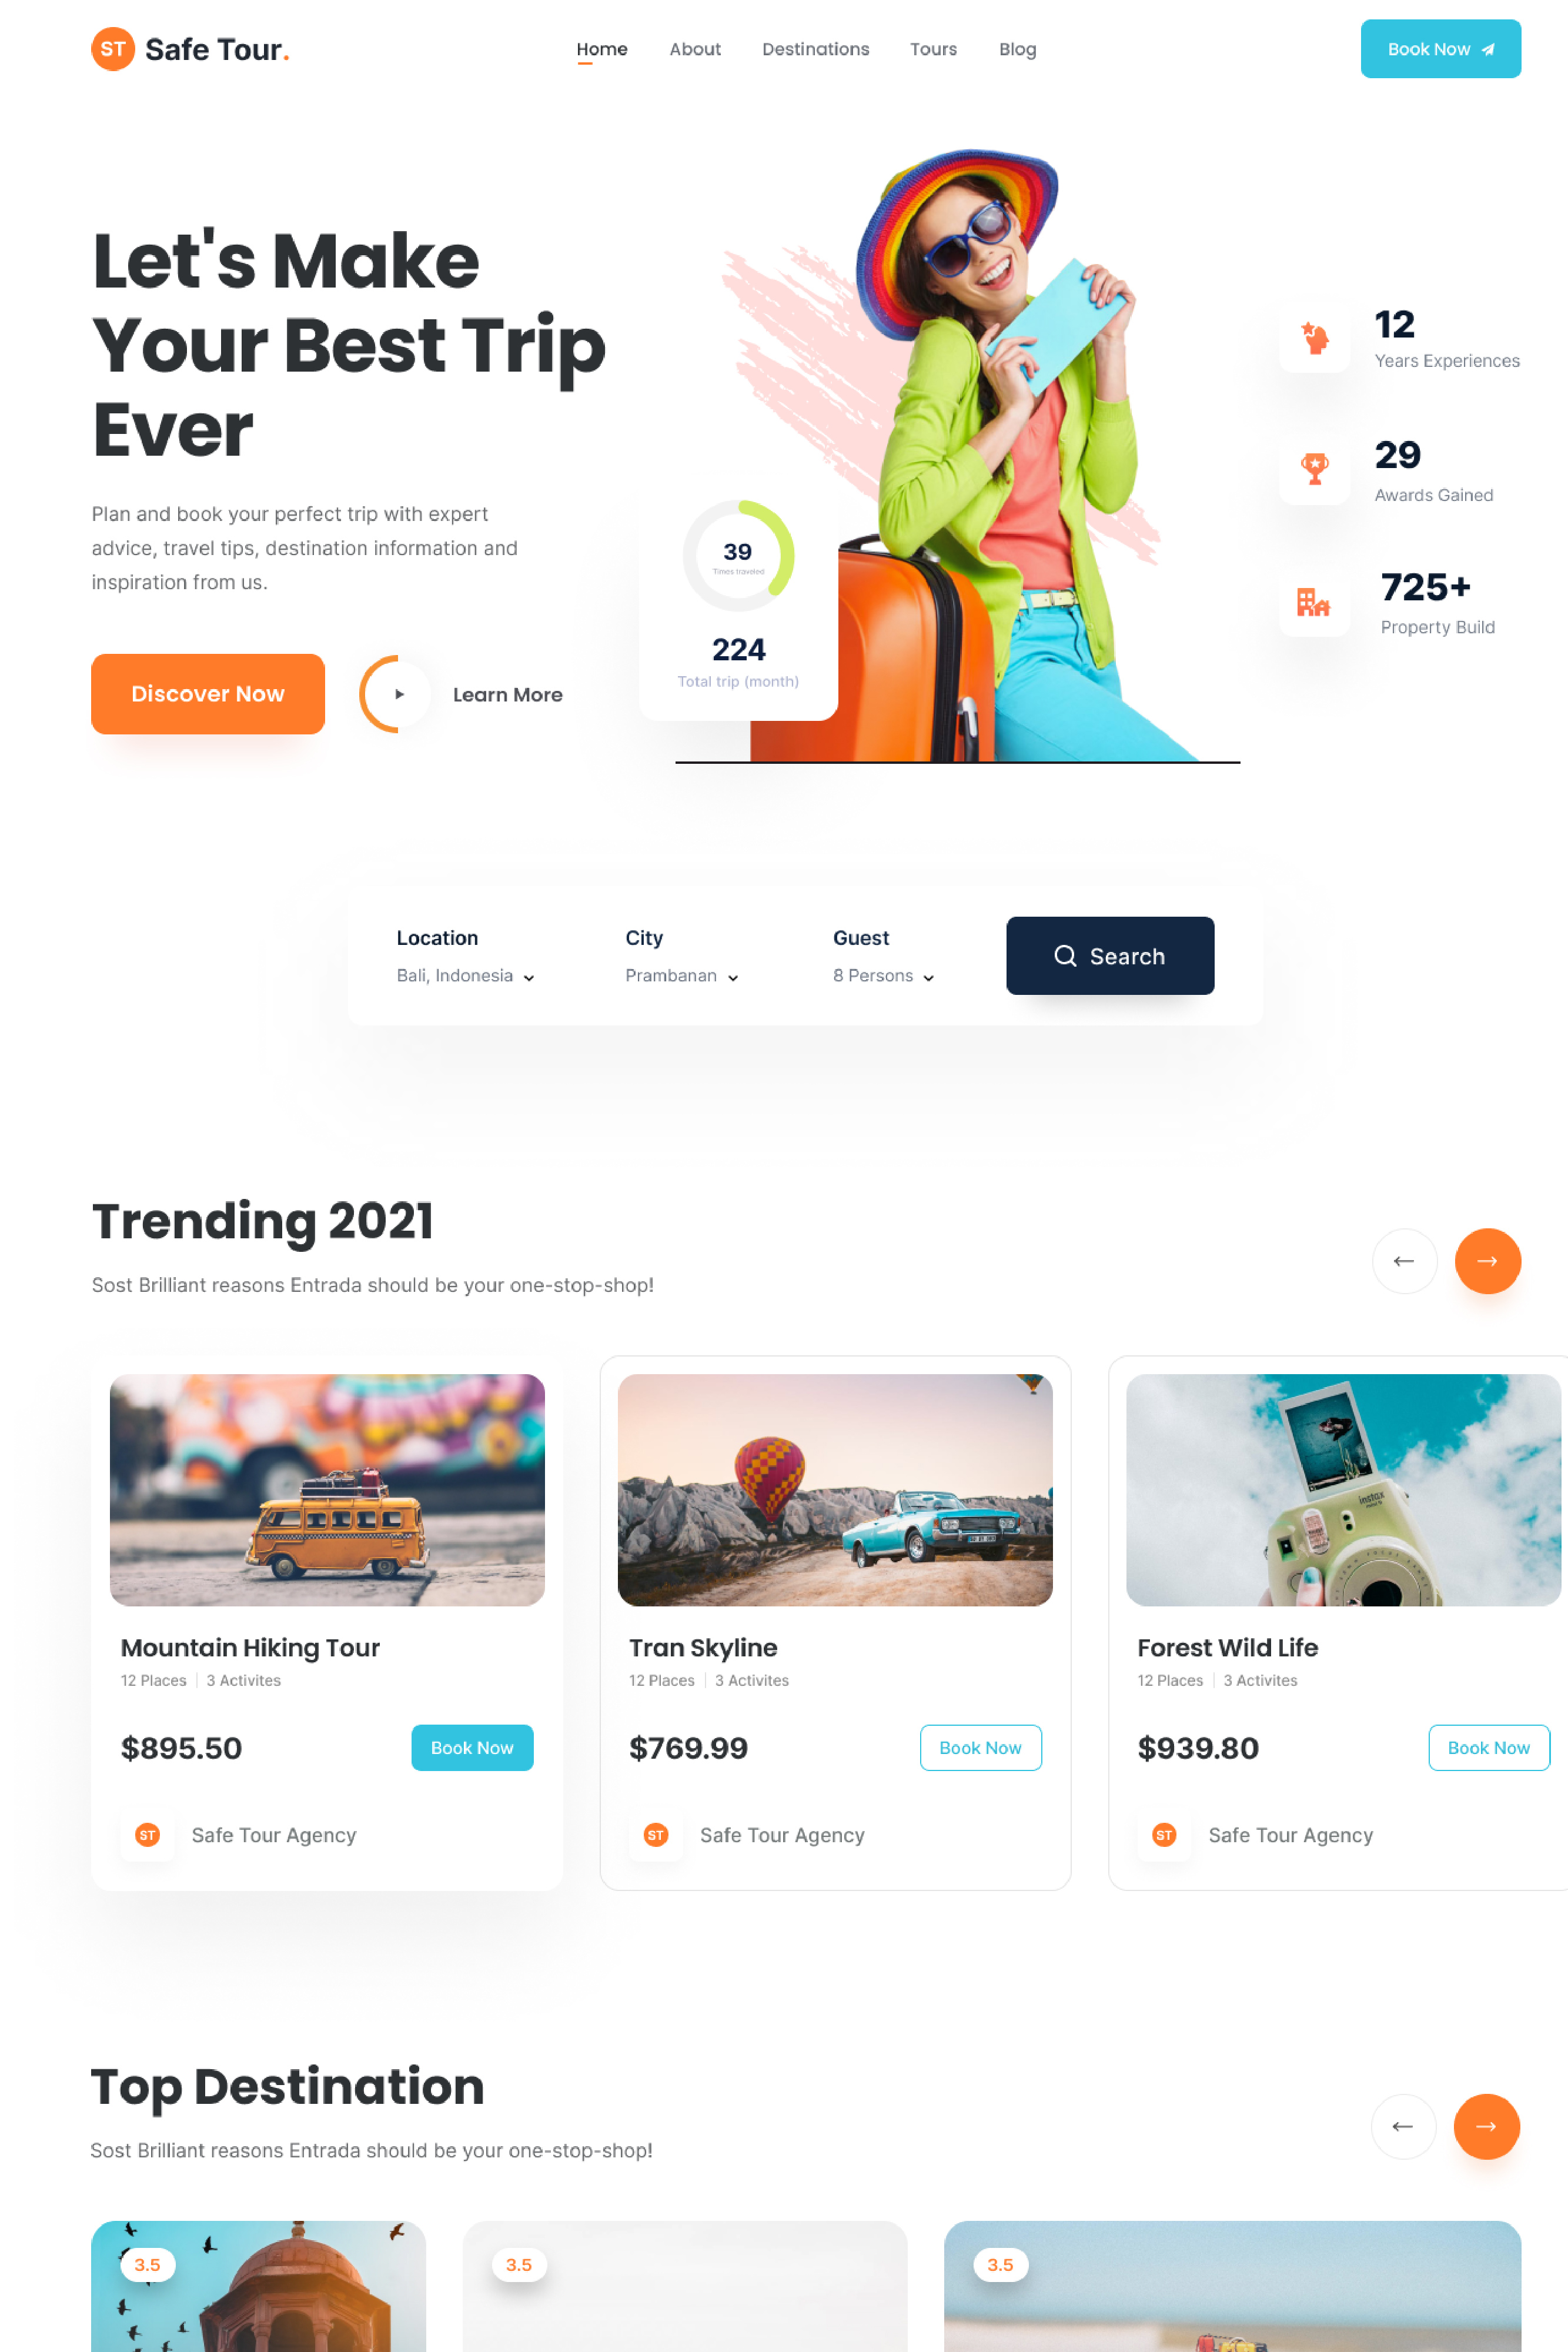 ST Safe Tour.
Home About Destinations Tours Blog
Book Now
Let's Make
Your Best Trip
Ever
Plan and book your perfect trip with expert
advice, travel tips, destination information and
inspiration from us.
Discover Now
Learn More
39
Times traveled
224
Total trip (month)
12
Years Experiences
29
Awards Gained
725+
Property Build
Location
Bali, Indonesia
City
Prambanan
Guest
8 Persons
Search
Trending 2021
Sost Brilliant reasons Entrada should be your one-stop-shop!
Mountain Hiking Tour
12 Places 3 Activites
$895.50 Book Now
ST Safe Tour Agency
Tran Skyline
12 Places 3 Activites
$769.99 Book Now
ST Safe Tour Agency
instax
Forest Wild Life
12 Places 3 Activites
$939.80 Book Now
ST Safe Tour Agency
Top Destination
Sost Brilliant reasons Entrada should be your one-stop-shop!
3.5
3.5
3.5